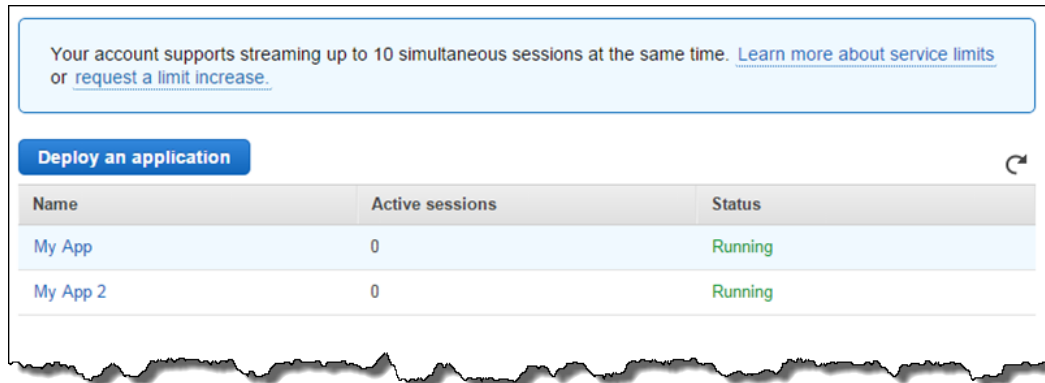 Your account supports streaming up to 10 simultaneous sessions at the same time. Learn more about service limits
or request a limit increase.
Deploy an application
Name Active sessions Status
My App 0 Running
My App 2 0 Running